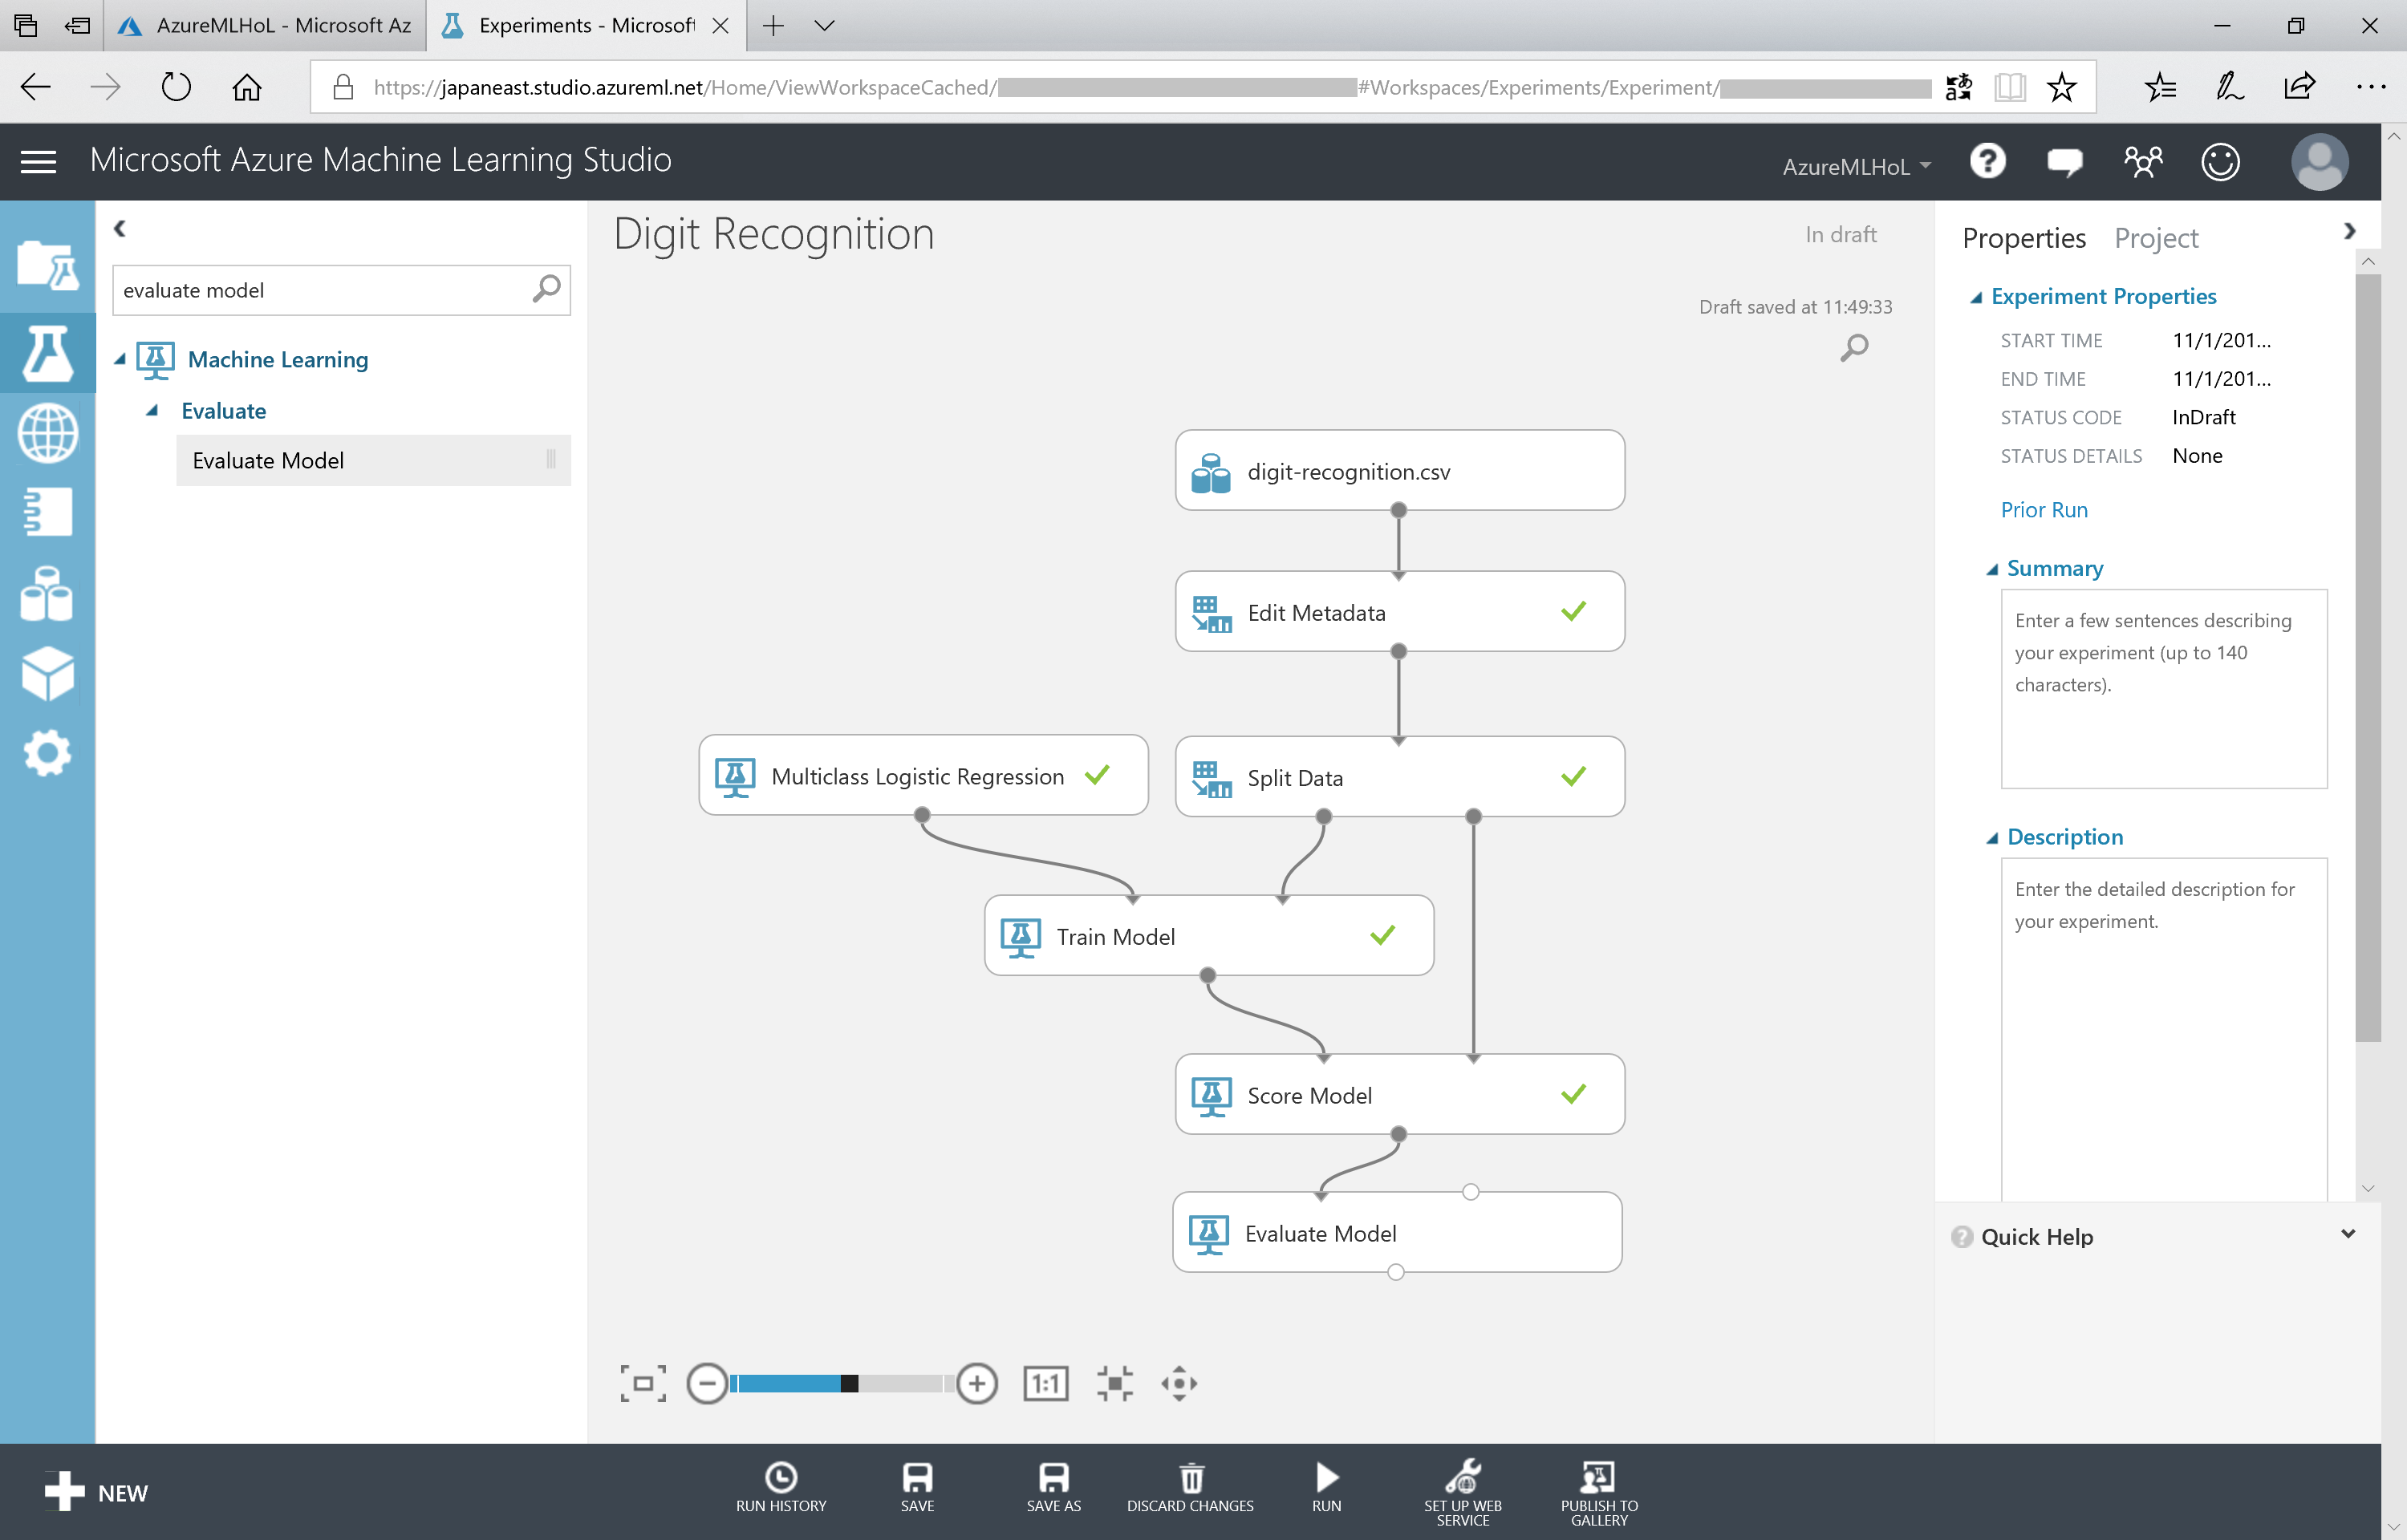 AzureMLHoL - Microsoft Az
Experiments - Microsoft
https://japaneast.studio.azureml.net/Home/ViewWorkspaceCached/ #Workspaces/Experiments/Experiment/
Microsoft Azure Machine Learning Studio
AzureMLHoL
evaluate model
Machine Learning
Evaluate
Evaluate Model
Digit Recognition
In draft
Draft saved at 11:49:33
digit-recognition.csv
Edit Metadata
Multiclass Logistic Regression
Split Data
Train Model
Score Model
Evaluate Model
1:1
Properties Project
Experiment Properties
START TIME 11/1/201...
END TIME 11/1/201...
STATUS CODE InDraft
STATUS DETAILS None
Prior Run
Summary
Enter a few sentences describing
your experiment (up to 140
characters).
Description
Enter the detailed description for
your experiment.
Quick Help
NEW
RUN HISTORY
SAVE
SAVE AS
DISCARD CHANGES
RUN
SET UP WEB
SERVICE
PUBLISH TO
GALLERY